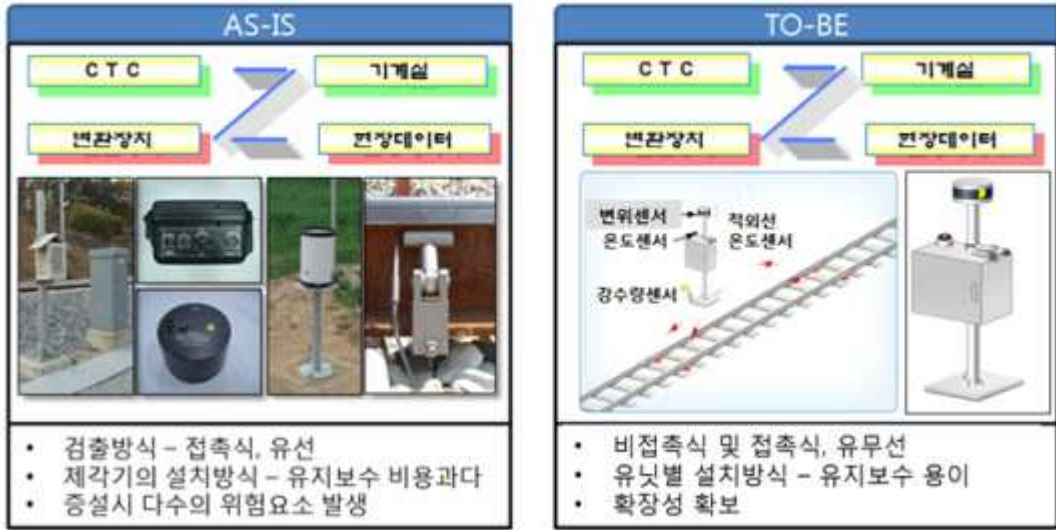 AS-IS
C T C
기계실
변환장치
현장데이터
• 검출방식 – 접촉식, 유선
• 제각기의 설치방식 – 유지보수 비용과다
• 증설시 다수의 위험요소 발생
TO-BE
C T C
기계실
변환장치
현장데이터
변위센서
온도센서
적외선
온도센서
강수량센서
• 비접촉식 및 접촉식, 유무선
• 유닛별 설치방식 – 유지보수 용이
• 확장성 확보